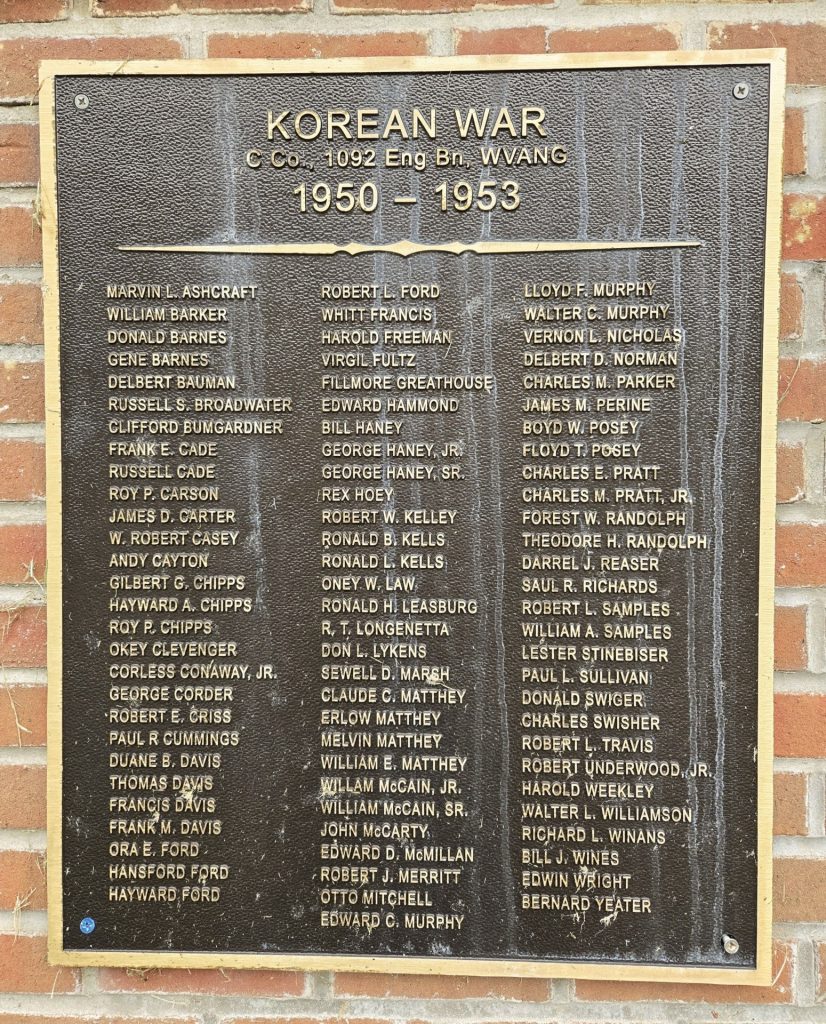 KOREAN WAR
C Co., 1092 Eng Bn, WVANG
1950 – 1953
MARVIN L. ASHCRAFT
WILLIAM BARKER
DONALD BARNES
GENE BARNES
DELBERT BAUMAN
RUSSELL S. BROADWATER
CLIFFORD BUMGARDNER
FRANK E. CADE
RUSSELL CADE
ROY P. CARSON
JAMES D. CARTER
W. ROBERT CASEY
ANDY CAYTON
GILBERT G. CHIPPS
HAYWARD A. CHIPPS
ROY P. CHIPPS
OKEY CLEVENGER
CORLESS CONAWAY, JR.
GEORGE CORDER
ROBERT E. CRISS
PAUL R CUMMINGS
DUANE B. DAVIS
THOMAS DAVIS
FRANCIS DAVIS
FRANK M. DAVIS
ORA E. FORD
HANSFORD FORD
HAYWARD FORD
ROBERT L. FORD
WHITT FRANCIS
HAROLD FREEMAN
VIRGIL FULTZ
FILLMORE GREATHOUSE
EDWARD HAMMOND
BILL HANEY
GEORGE HANEY, JR.
GEORGE HANEY, SR.
REX HOEY
ROBERT W. KELLEY
RONALD B. KELLS
RONALD L. KELLS
ONEY W. LAW
RONALD H. LEASBURG
R. T. LONGENETTA
DON L. LYKENS
SEWELL D. MARSH
CLAUDE C. MATTHEY
ERLOW MATTHEY
MELVIN MATTHEY
WILLIAM E. MATTHEY
WILLAM McCAIN, JR.
WILLIAM McCAIN, SR.
JOHN McCARTY
EDWARD D. McMILLAN
ROBERT J. MERRITT
OTTO MITCHELL
EDWARD C. MURPHY
LLOYD F. MURPHY
WALTER C. MURPHY
VERNON L. NICHOLAS
DELBERT D. NORMAN
CHARLES M. PARKER
JAMES M. PERINE
BOYD W. POSEY
FLOYD T. POSEY
CHARLES E. PRATT
CHARLES M. PRATT, JR.
FOREST W. RANDOLPH
THEODORE H. RANDOLPH
DARREL J. REASER
SAUL R. RICHARDS
ROBERT L. SAMPLES
WILLIAM A. SAMPLES
LESTER STINEBISER
PAUL L. SULLIVAN
DONALD SWIGER
CHARLES SWISHER
ROBERT L. TRAVIS
ROBERT UNDERWOOD, JR.
HAROLD WEEKLEY
WALTER L. WILLIAMSON
RICHARD L. WINANS
BILL J. WINES
EDWIN WRIGHT
BERNARD YEATER